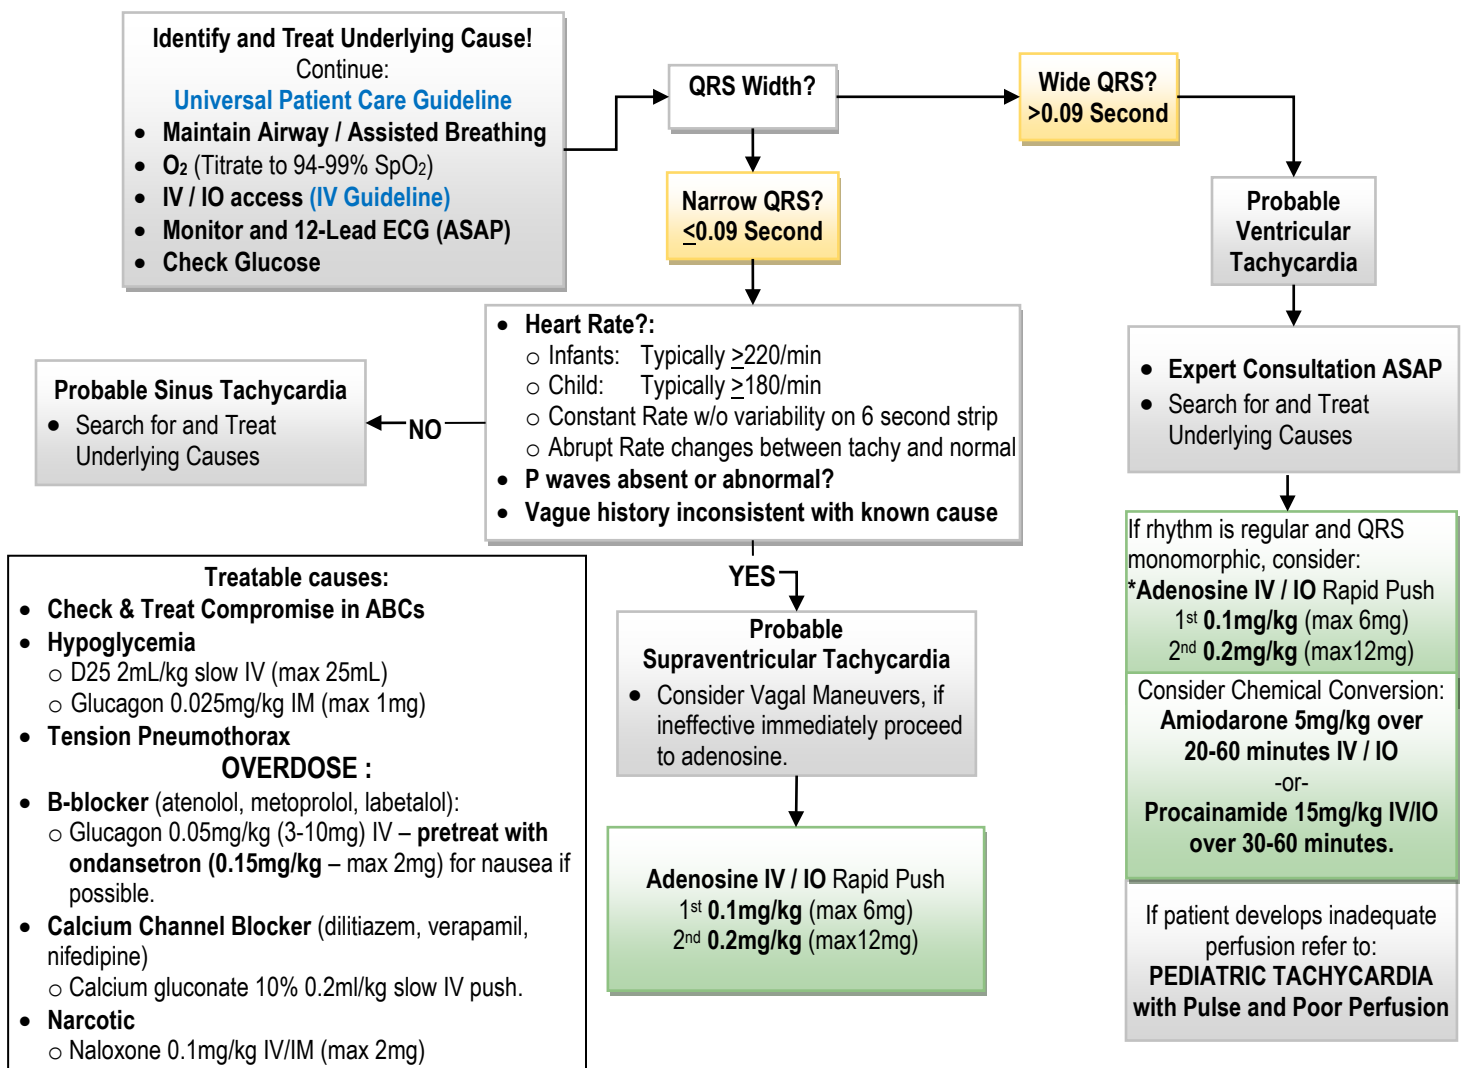 Identify and Treat Underlying Cause!
Continue:
Universal Patient Care Guideline
• Maintain Airway / Assisted Breathing
• O₂ (Titrate to 94-99% SpO₂)
• IV / IO access (IV Guideline)
• Monitor and 12-Lead ECG (ASAP)
• Check Glucose
QRS Width?
Wide QRS?
>0.09 Second
Narrow QRS?
≤0.09 Second
Probable
Ventricular
Tachycardia
• Heart Rate?:
○ Infants: Typically ≥220/min
○ Child: Typically ≥180/min
○ Constant Rate w/o variability on 6 second strip
○ Abrupt Rate changes between tachy and normal
• P waves absent or abnormal?
• Vague history inconsistent with known cause
NO
Probable Sinus Tachycardia
• Search for and Treat
Underlying Causes
• Expert Consultation ASAP
• Search for and Treat
Underlying Causes
YES
Probable
Supraventricular Tachycardia
• Consider Vagal Maneuvers, if
ineffective immediately proceed
to adenosine.
Adenosine IV / IO Rapid Push
1st 0.1mg/kg (max 6mg)
2nd 0.2mg/kg (max12mg)
If rhythm is regular and QRS
monomorphic, consider:
*Adenosine IV / IO Rapid Push
1st 0.1mg/kg (max 6mg)
2nd 0.2mg/kg (max12mg)
Consider Chemical Conversion:
Amiodarone 5mg/kg over
20-60 minutes IV / IO
-or-
Procainamide 15mg/kg IV/IO
over 30-60 minutes.
If patient develops inadequate
perfusion refer to:
PEDIATRIC TACHYCARDIA
with Pulse and Poor Perfusion
Treatable causes:
• Check & Treat Compromise in ABCs
• Hypoglycemia
○ D25 2mL/kg slow IV (max 25mL)
○ Glucagon 0.025mg/kg IM (max 1mg)
• Tension Pneumothorax
OVERDOSE :
• B-blocker (atenolol, metoprolol, labetalol):
○ Glucagon 0.05mg/kg (3-10mg) IV – pretreat with
ondansetron (0.15mg/kg – max 2mg) for nausea if
possible.
• Calcium Channel Blocker (dilitiazem, verapamil,
nifedipine)
○ Calcium gluconate 10% 0.2ml/kg slow IV push.
• Narcotic
○ Naloxone 0.1mg/kg IV/IM (max 2mg)